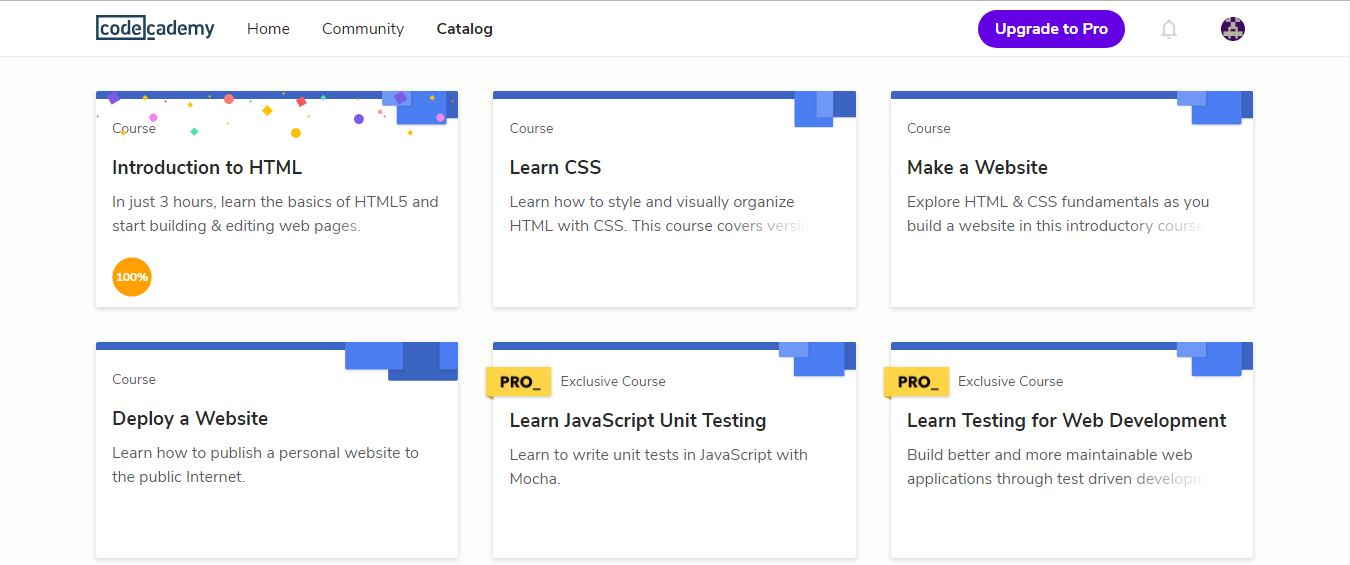 codecademy Home Community Catalog Upgrade to Pro
Course
Introduction to HTML
In just 3 hours, learn the basics of HTML5 and
start building & editing web pages.
100%
Course
Learn CSS
Learn how to style and visually organize
HTML with CSS. This course covers versio
Course
Make a Website
Explore HTML & CSS fundamentals as you
build a website in this introductory course
Course
Deploy a Website
Learn how to publish a personal website to
the public Internet.
PRO_ Exclusive Course
Learn JavaScript Unit Testing
Learn to write unit tests in JavaScript with
Mocha.
PRO_ Exclusive Course
Learn Testing for Web Development
Build better and more maintainable web
applications through test driven developm